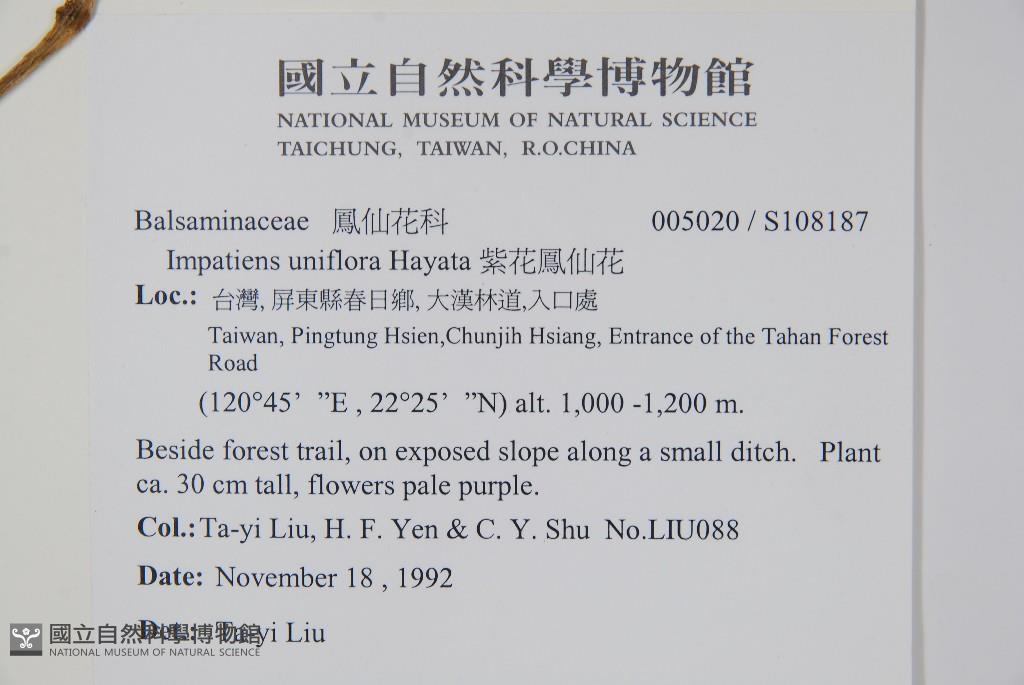 國立自然科學博物館
NATIONAL MUSEUM OF NATURAL SCIENCE
TAICHUNG, TAIWAN, R.O.CHINA
Balsaminaceae 鳳仙花科 005020 / S108187
Impatiens uniflora Hayata 紫花鳳仙花
Loc.: 台灣, 屏東縣春日鄉, 大漢林道,入口處
Taiwan, Pingtung Hsien,Chunjih Hsiang, Entrance of the Tahan Forest
Road
(120°45’ ”E , 22°25’ ”N) alt. 1,000 -1,200 m.
Beside forest trail, on exposed slope along a small ditch. Plant
ca. 30 cm tall, flowers pale purple.
Col.:Ta-yi Liu, H. F. Yen & C. Y. Shu No.LIU088
Date: November 18 , 1992
Det.: Ta-yi Liu
國立自然科學博物館
NATIONAL MUSEUM OF NATURAL SCIENCE